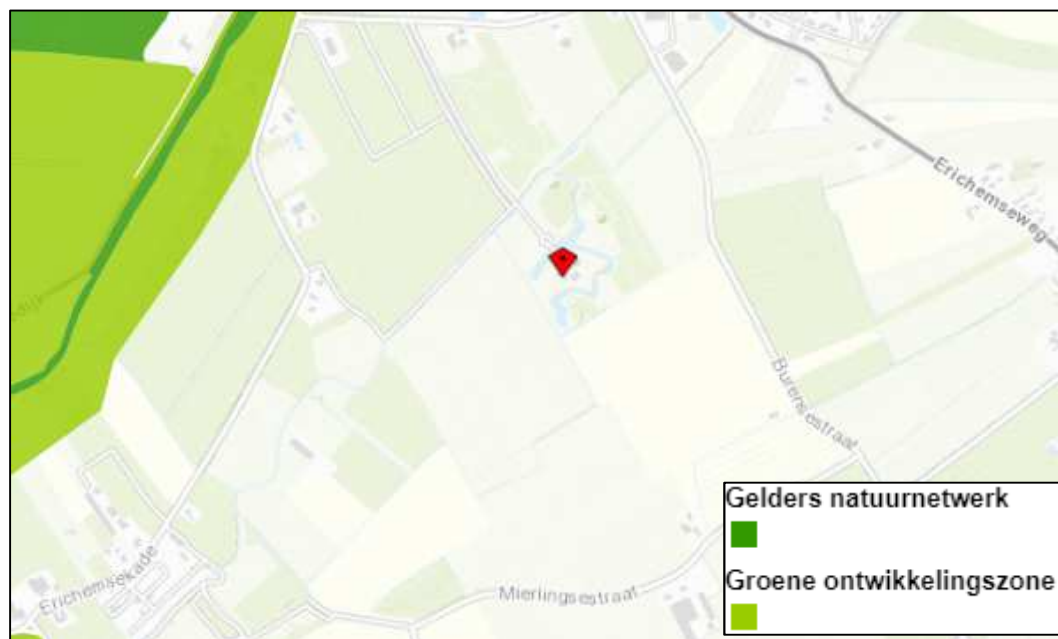 Erichemseweg
Burensestraat
Erichemsekade
Mierlingsestraat
Gelders natuurnetwerk
Groene ontwikkelingszone